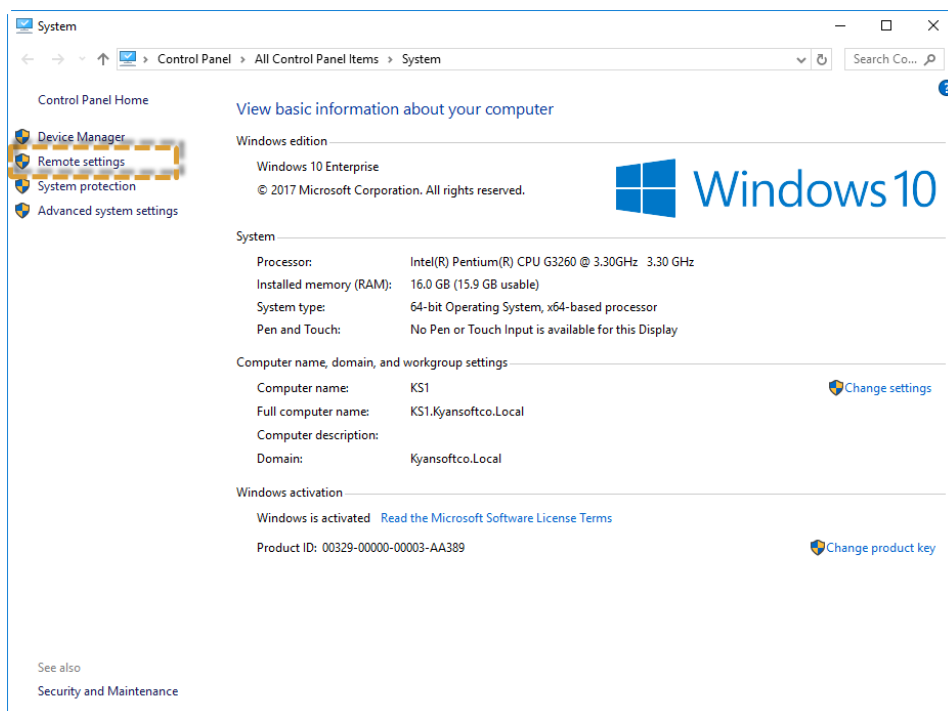 System
Control Panel > All Control Panel Items > System
Search Co...
Control Panel Home
Device Manager
Remote settings
System protection
Advanced system settings
?
View basic information about your computer
Windows edition
Windows 10 Enterprise
© 2017 Microsoft Corporation. All rights reserved.
Windows 10
System
Processor: Intel(R) Pentium(R) CPU G3260 @ 3.30GHz 3.30 GHz
Installed memory (RAM): 16.0 GB (15.9 GB usable)
System type: 64-bit Operating System, x64-based processor
Pen and Touch: No Pen or Touch Input is available for this Display
Computer name, domain, and workgroup settings
Computer name: KS1
Change settings
Full computer name: KS1.Kyansoftco.Local
Computer description:
Domain: Kyansoftco.Local
Windows activation
Windows is activated Read the Microsoft Software License Terms
Product ID: 00329-00000-00003-AA389
Change product key
See also
Security and Maintenance